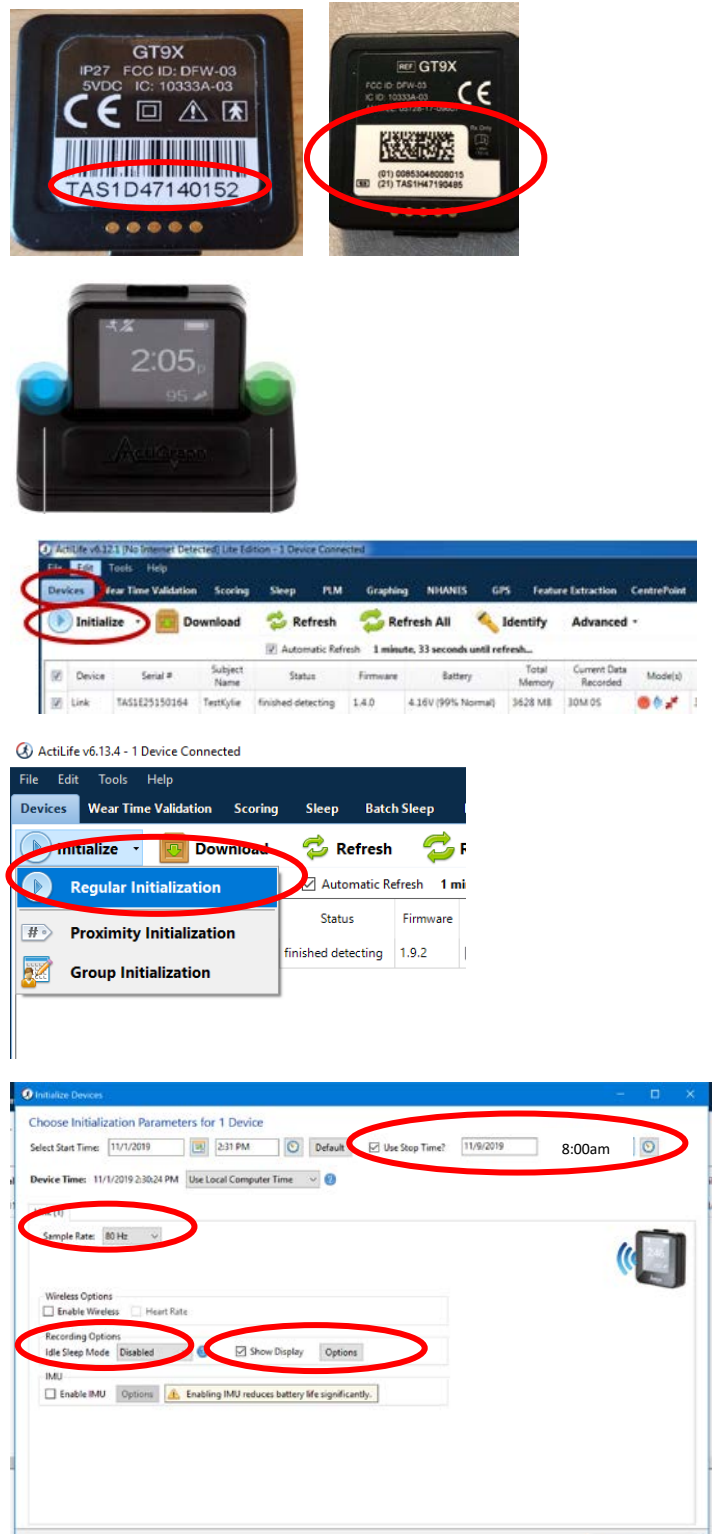 GT9X
IP27 FCC ID: DFW-03
5VDC IC: 10333A-03
CE
TAS1D47140152
REF GT9X
FCC ID: DFW-03
IC ID: 10333A-03
CE
Rx Only
(01) 00853048008015
(21) TAS1H47190485
2:05p
95
ActiGraph
ActiLife v6.12.1 [No Internet Detected] Lite Edition - 1 Device Connected
File Edit Tools Help
Devices Wear Time Validation Scoring Sleep PLM Graphing NHANES GPS Feature Extraction CentrePoint
Initialize Download Refresh Refresh All Identify Advanced
Automatic Refresh 1 minute, 33 seconds until refresh...
Device Serial # Subject Name Status Firmware Battery Total Memory Current Data Recorded Mode(s)
Link TAS1E25150164 TestKylie finished detecting 1.4.0 4.16V (99% Normal) 3628 MB 30M 0S
ActiLife v6.13.4 - 1 Device Connected
File Edit Tools Help
Devices Wear Time Validation Scoring Sleep Batch Sleep
Initialize Download Refresh
Regular Initialization Automatic Refresh
Status Firmware
Proximity Initialization
finished detecting 1.9.2
Group Initialization
Initialize Devices
Choose Initialization Parameters for 1 Device
Select Start Time: 11/1/2019 2:31 PM Default Use Stop Time? 11/9/2019 8:00am
Device Time: 11/1/2019 2:30:24 PM Use Local Computer Time
Sample Rate: 80 Hz
Wireless Options
Enable Wireless Heart Rate
Recording Options
Idle Sleep Mode Disabled Show Display Options
IMU
Enable IMU Options Enabling IMU reduces battery life significantly.